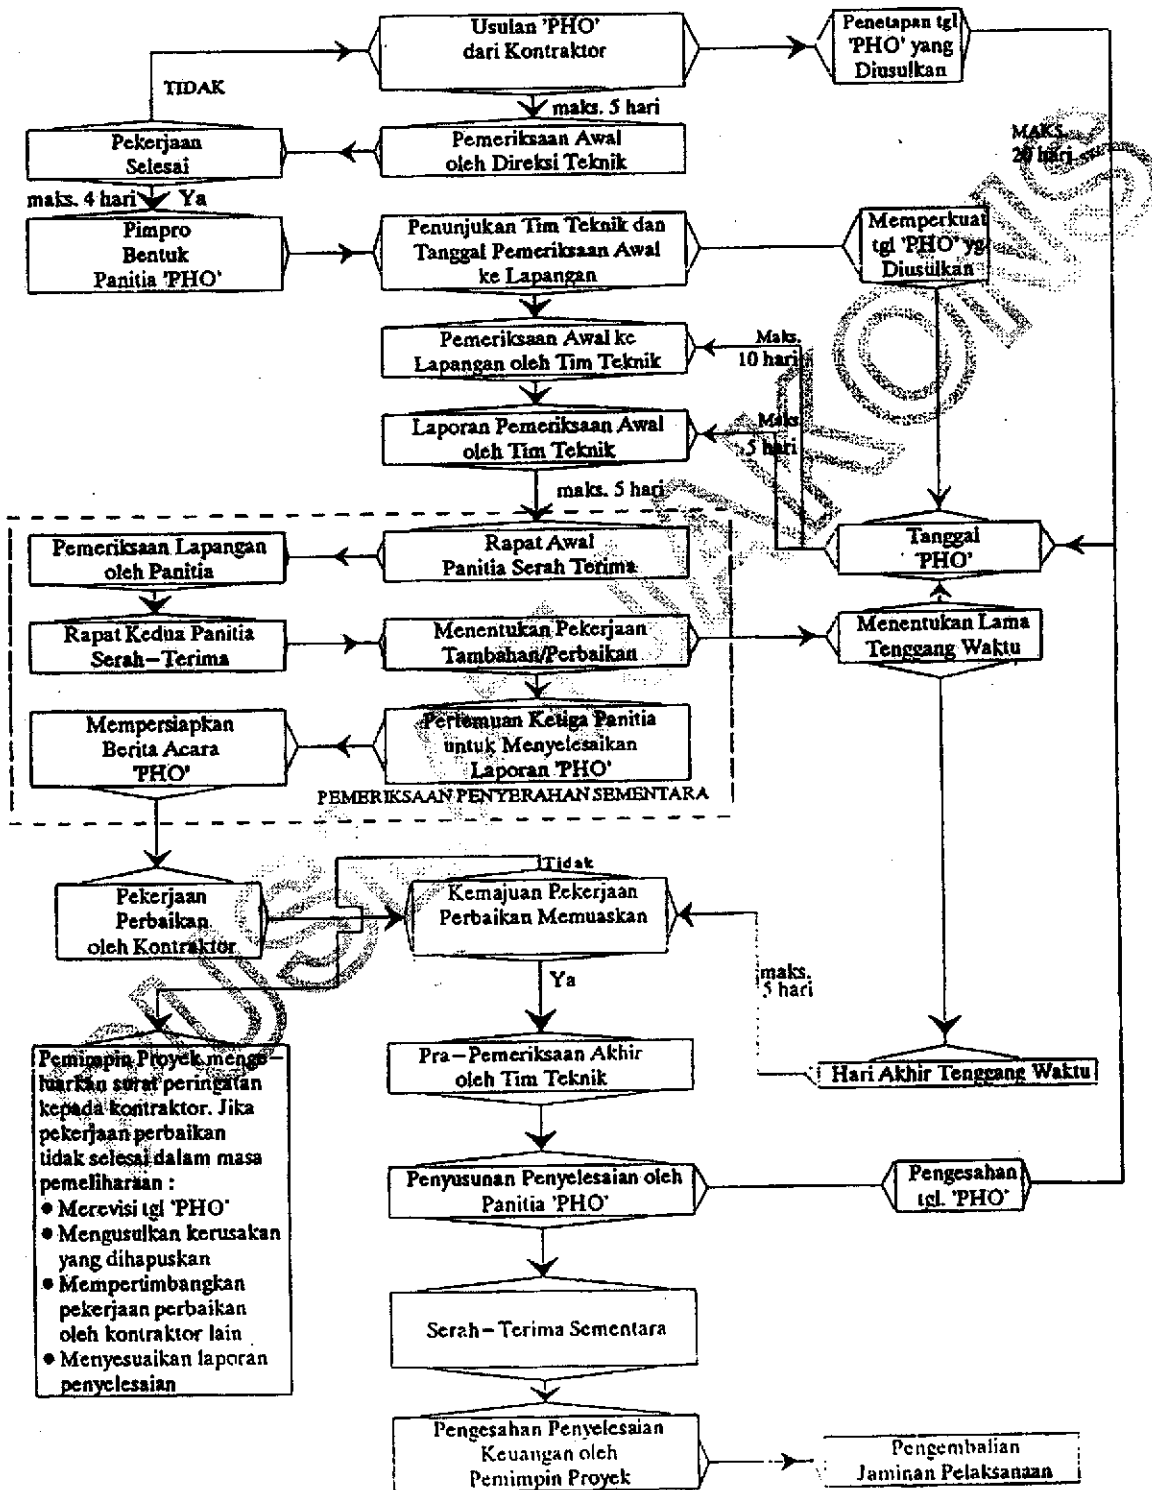 Usulan 'PHO'
dari Kontraktor
Penetapan tgl
'PHO' yang
Diusulkan
TIDAK
maks. 5 hari
Pekerjaan
Selesai
Pemeriksaan Awal
oleh Direksi Teknik
MAKS.
20 hari
maks. 4 hari
Ya
Pimpro
Bentuk
Panitia 'PHO'
Penunjukan Tim Teknik dan
Tanggal Pemeriksaan Awal
ke Lapangan
Memperkuat
tgl 'PHO' yg
Diusulkan
Pemeriksaan Awal ke
Lapangan oleh Tim Teknik
Maks.
10 hari
Laporan Pemeriksaan Awal
oleh Tim Teknik
Maks
5 hari
maks. 5 hari
Pemeriksaan Lapangan
oleh Panitia
Rapat Awal
Panitia Serah Terima
Tanggal
'PHO'
Rapat Kedua Panitia
Serah-Terima
Menentukan Pekerjaan
Tambahan/Perbaikan
Menentukan Lama
Tenggang Waktu
Mempersiapkan
Berita Acara
'PHO'
Pertemuan Ketiga Panitia
untuk Menyelesaikan
Laporan 'PHO'
PEMERIKSAAN PENYERAHAN SEMENTARA
Tidak
Pekerjaan
Perbaikan
oleh Kontraktor
Kemajuan Pekerjaan
Perbaikan Memuaskan
Ya
maks.
5 hari
Pemimpin Proyek menge-
luarkan surat peringatan
kepada kontraktor. Jika
pekerjaan perbaikan
tidak selesai dalam masa
pemeliharaan :
● Merevisi tgl 'PHO'
● Mengusulkan kerusakan
yang dihapuskan
● Mempertimbangkan
pekerjaan perbaikan
oleh kontraktor lain
● Menyesuaikan laporan
penyelesaian
Pra-Pemeriksaan Akhir
oleh Tim Teknik
Hari Akhir Tenggang Waktu
Penyusunan Penyelesaian oleh
Panitia 'PHO'
Pengesahan
tgl. 'PHO'
Serah-Terima Sementara
Pengesahan Penyelesaian
Keuangan oleh
Pemimpin Proyek
Pengembalian
Jaminan Pelaksanaan